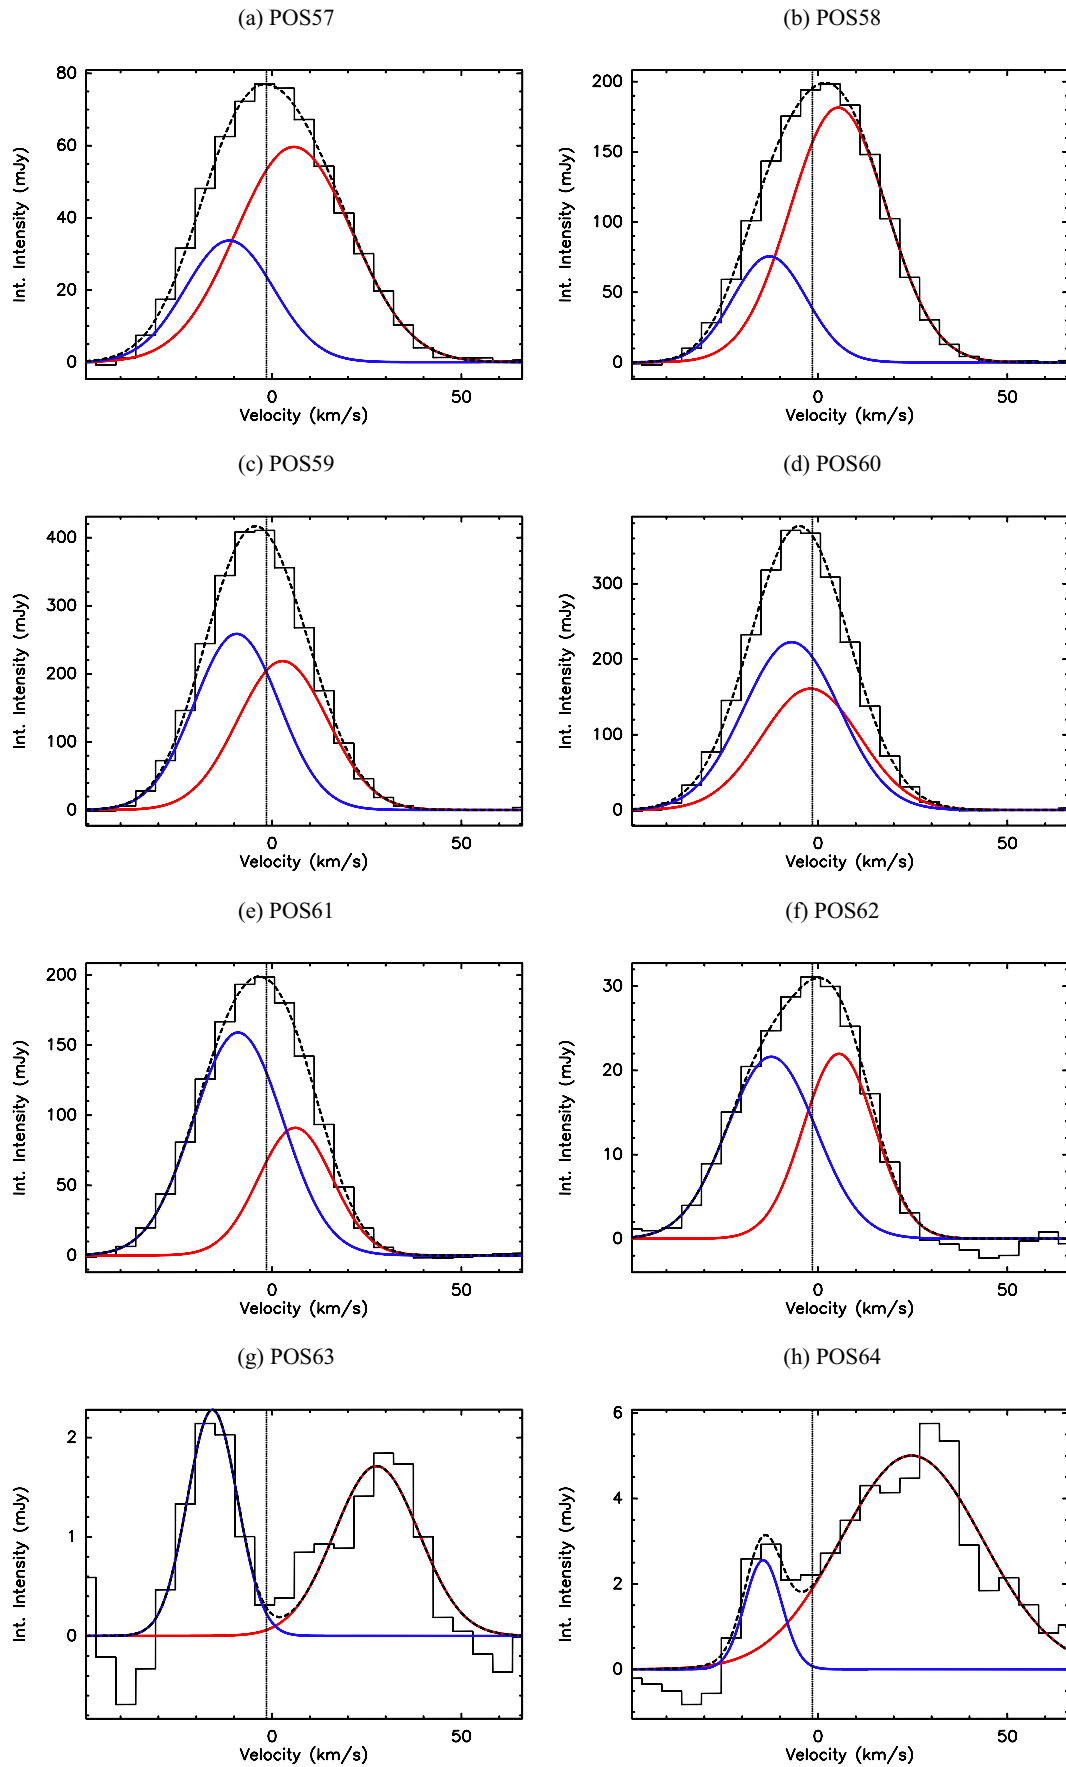 (a) POS57
(b) POS58
80
60
40
20
0
Int. Intensity (mJy)
0
50
Velocity (km/s)
200
150
100
50
0
Int. Intensity (mJy)
0
50
Velocity (km/s)
(c) POS59
(d) POS60
400
300
200
100
0
Int. Intensity (mJy)
0
50
Velocity (km/s)
300
200
100
0
Int. Intensity (mJy)
0
50
Velocity (km/s)
(e) POS61
(f) POS62
200
150
100
50
0
Int. Intensity (mJy)
0
50
Velocity (km/s)
30
20
10
0
Int. Intensity (mJy)
0
50
Velocity (km/s)
(g) POS63
(h) POS64
2
1
0
Int. Intensity (mJy)
0
50
Velocity (km/s)
6
4
2
0
Int. Intensity (mJy)
0
50
Velocity (km/s)